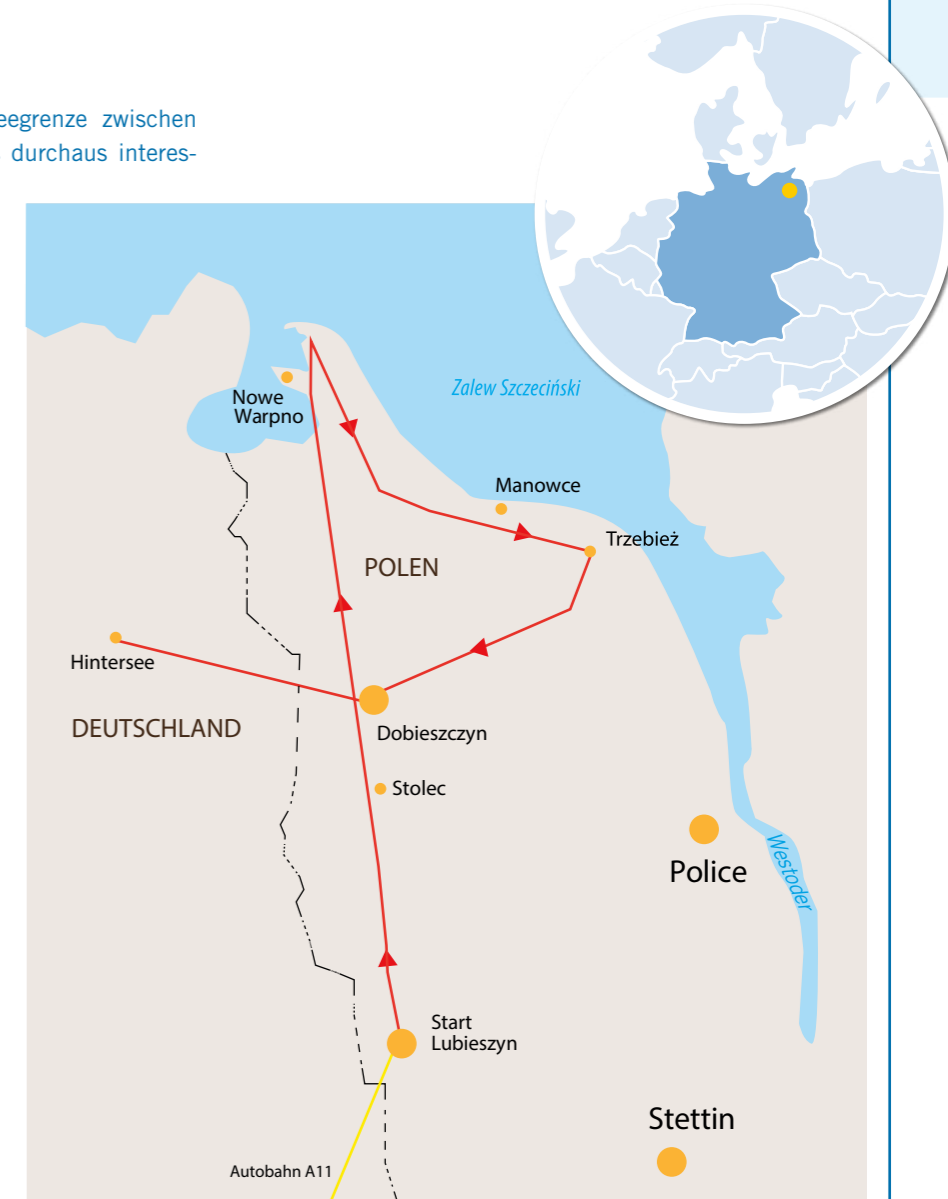 eegrenze zwischen
durchaus interes-
Zalew Szczeciński
Nowe
Warpno
Manowce
Trzebież
POLEN
Hintersee
DEUTSCHLAND
Dobieszczyn
Stolec
Police
Westoder
Start
Lubieszyn
Stettin
Autobahn A11